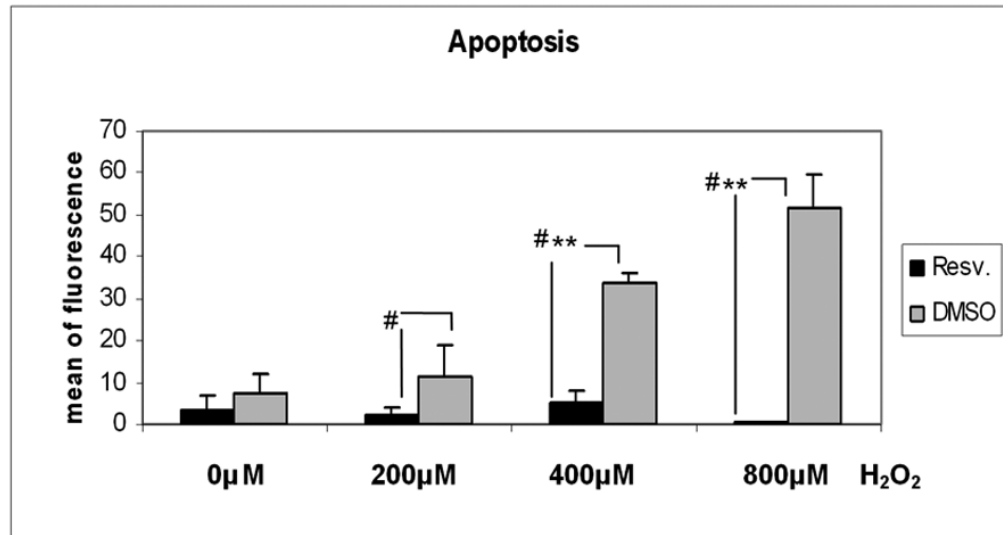 Apoptosis
mean of fluorescence
70
60
50
40
30
20
10
0
#
#**
#**
0µM 200µM 400µM 800µM H₂O₂
Resv.
DMSO